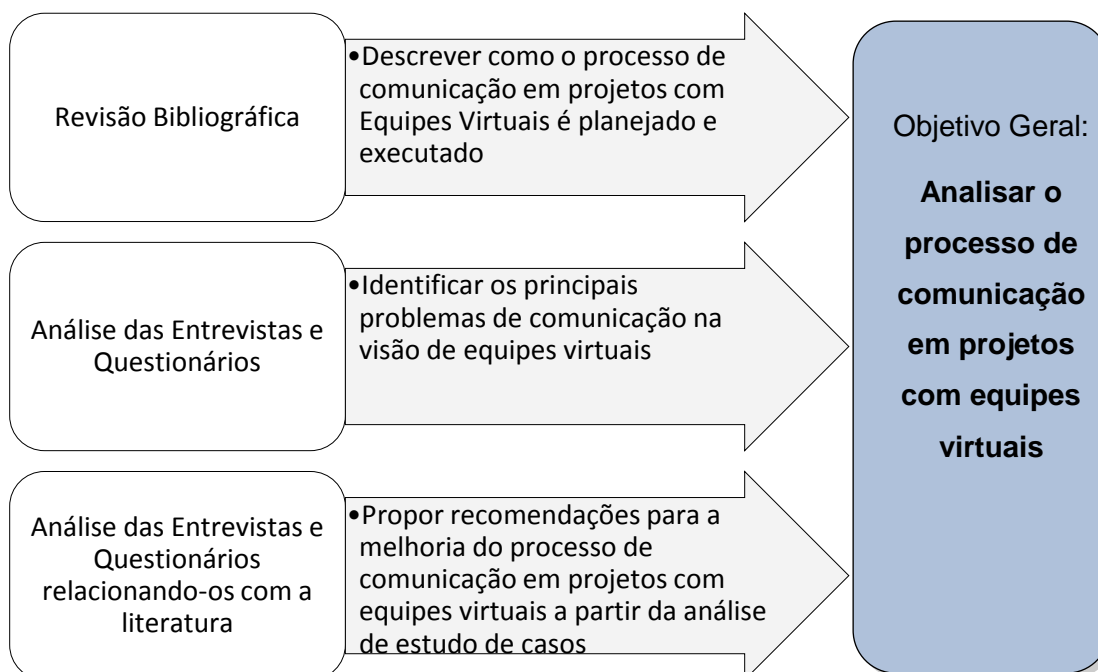 Revisão Bibliográfica
•Descrever como o processo de
comunicação em projetos com
Equipes Virtuais é planejado e
executado
Análise das Entrevistas e
Questionários
•Identificar os principais
problemas de comunicação na
visão de equipes virtuais
Análise das Entrevistas e
Questionários
relacionando-os com a
literatura
•Propor recomendações para a
melhoria do processo de
comunicação em projetos com
equipes virtuais a partir da análise
de estudo de casos
Objetivo Geral:
Analisar o
processo de
comunicação
em projetos
com equipes
virtuais